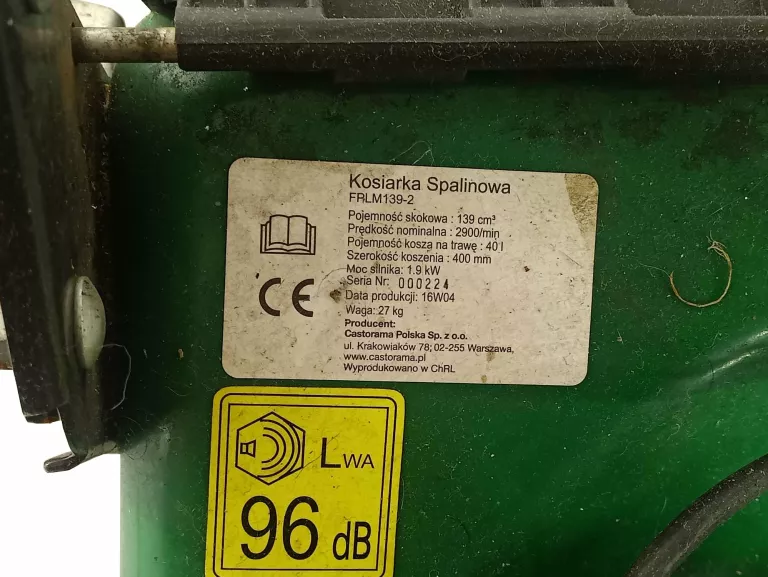 Kosiarka Spalinowa
FRLM139-2
Pojemność skokowa : 139 cm³
Prędkość nominalna : 2900/min
Pojemność kosza na trawę : 40 l
Szerokość koszenia : 400 mm
Moc silnika: 1.9 kW
Seria Nr: 000224
Data produkcji: 16W04
Waga: 27 kg
Producent:
Castorama Polska Sp. z o.o.
ul. Krakowiaków 78; 02-255 Warszawa,
www.castorama.pl
Wyprodukowano w ChRL
CE
LWA
96 dB